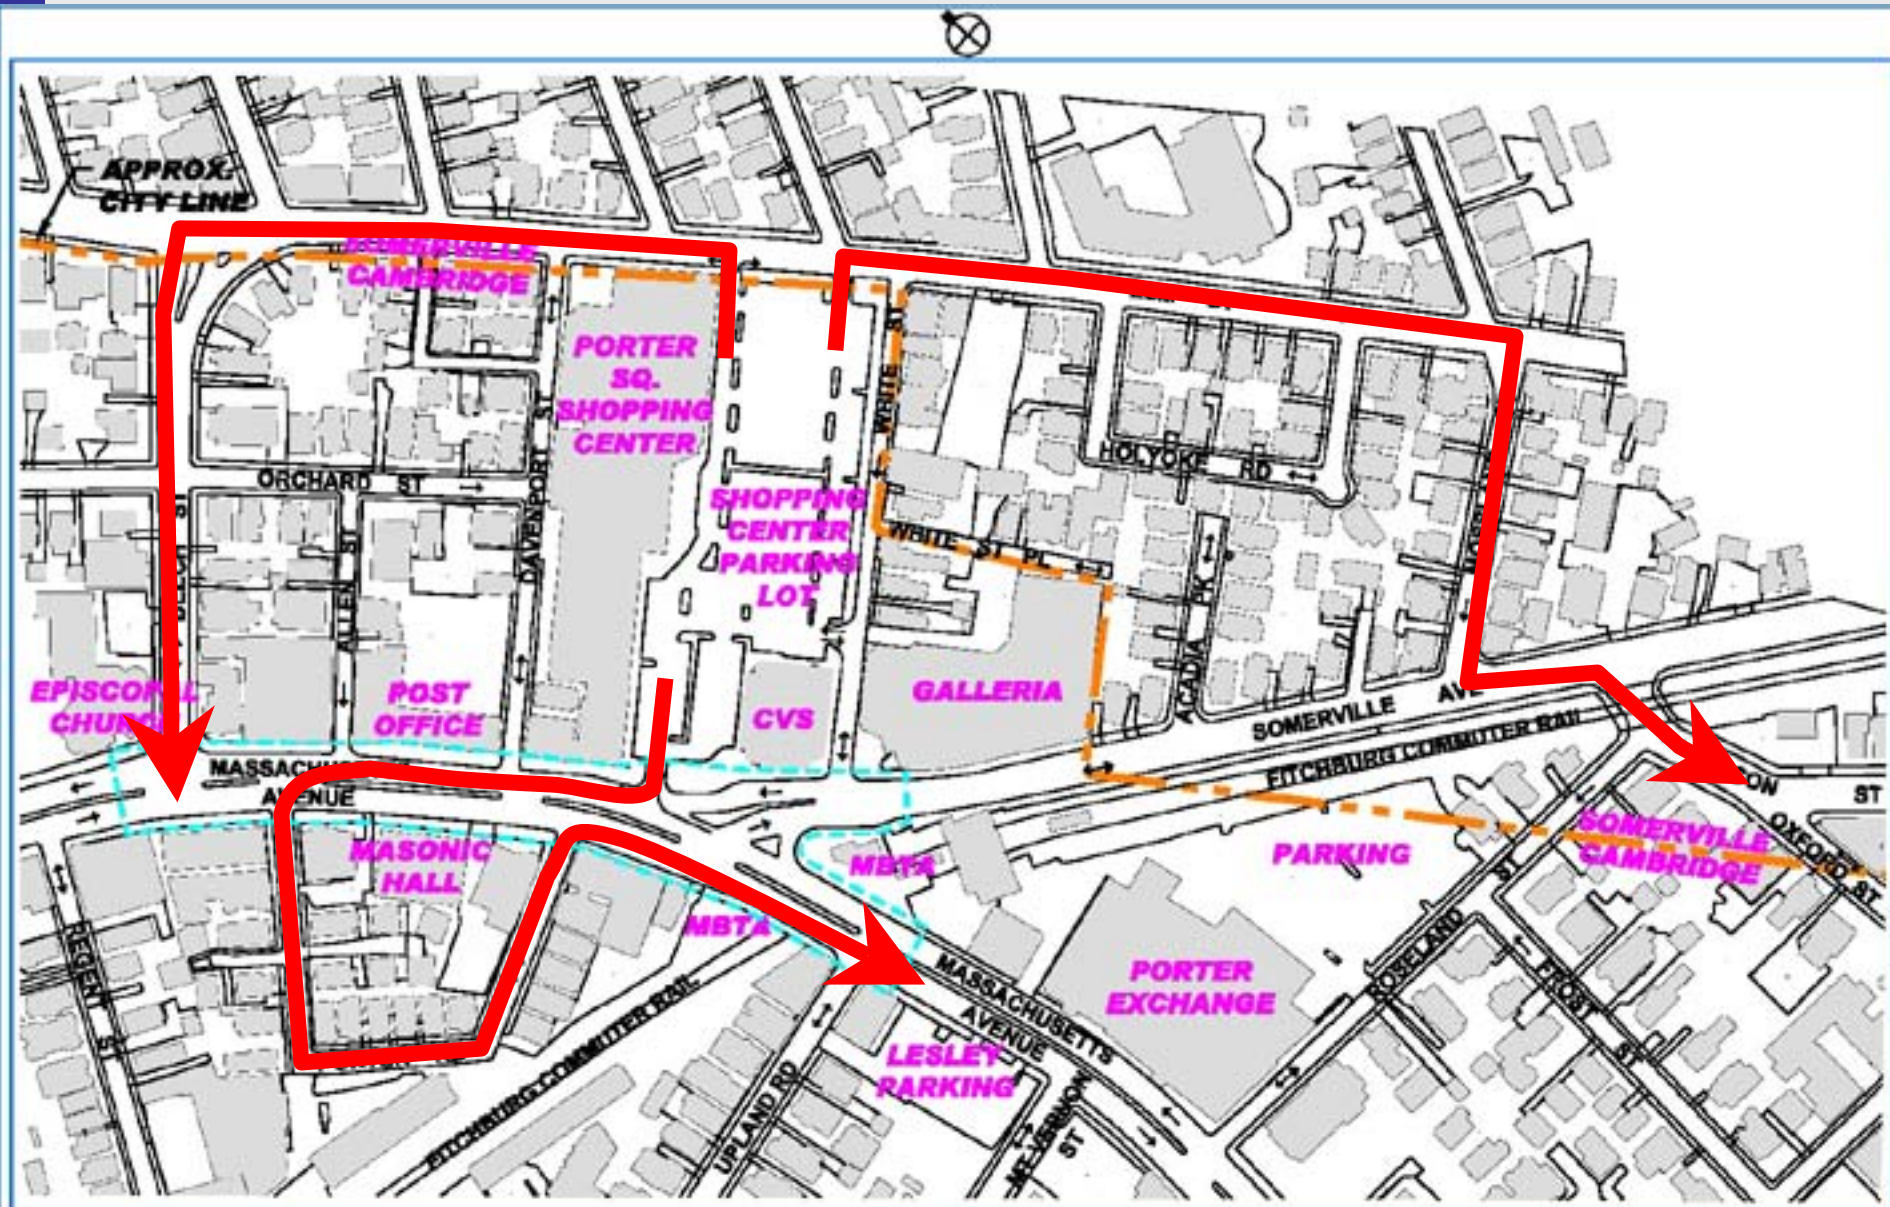 APPROX.
CITY LINE
SOMERVILLE
CAMBRIDGE
PORTER
SQ.
SHOPPING
CENTER
WHITE ST
HOLYOKE RD
ORCHARD ST
DAVENPORT ST
SHOPPING
CENTER
PARKING
LOT
WHITE ST PL
ALLEN ST
ACADIA PK
EPISCOPAL
CHURCH
POST
OFFICE
CVS
GALLERIA
SOMERVILLE AVE
FITCHBURG COMMUTER RAIL
MASSACHUSETTS
AVENUE
ST
OXFORD ST
SOMERVILLE
CAMBRIDGE
MASONIC
HALL
MBTA
PARKING
MBTA
ROSELAND ST
REGENT ST
MASSACHUSETTS
AVENUE
PORTER
EXCHANGE
FROST ST
LESLEY
PARKING
FITCHBURG COMMUTER RAIL
UPLAND RD
MT VERNON
ST